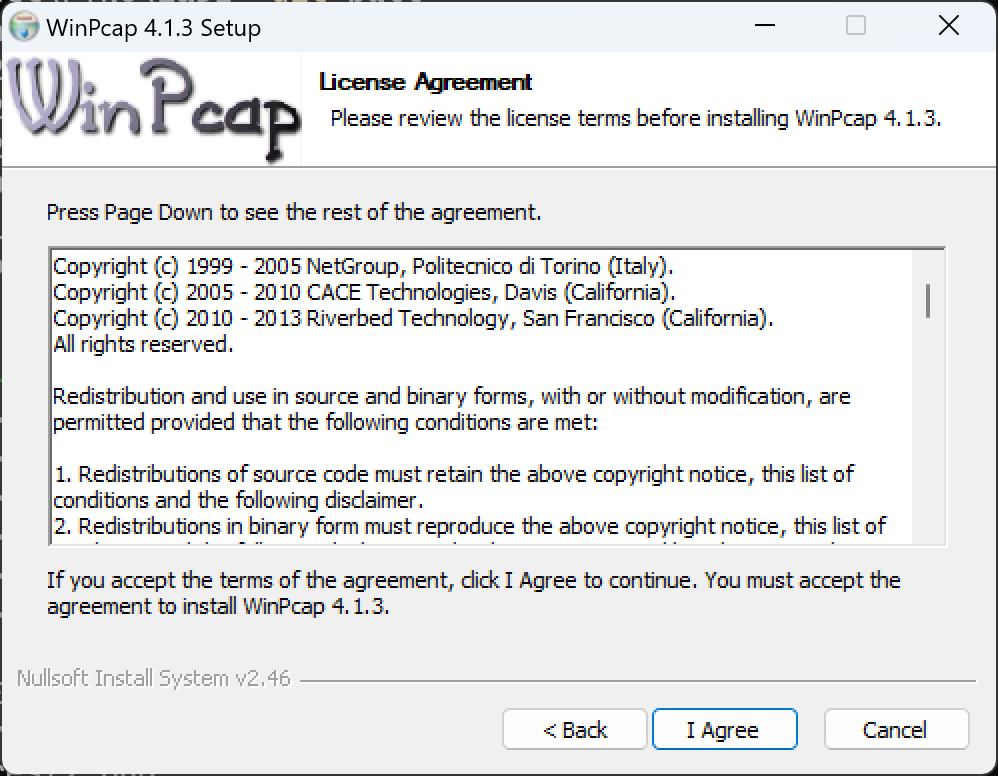 WinPcap 4.1.3 Setup
WinPcap
License Agreement
Please review the license terms before installing WinPcap 4.1.3.
Press Page Down to see the rest of the agreement.
Copyright (c) 1999 - 2005 NetGroup, Politecnico di Torino (Italy).
Copyright (c) 2005 - 2010 CACE Technologies, Davis (California).
Copyright (c) 2010 - 2013 Riverbed Technology, San Francisco (California).
All rights reserved.
Redistribution and use in source and binary forms, with or without modification, are
permitted provided that the following conditions are met:
1. Redistributions of source code must retain the above copyright notice, this list of
conditions and the following disclaimer.
2. Redistributions in binary form must reproduce the above copyright notice, this list of
If you accept the terms of the agreement, click I Agree to continue. You must accept the
agreement to install WinPcap 4.1.3.
Nullsoft Install System v2.46
< Back
I Agree
Cancel